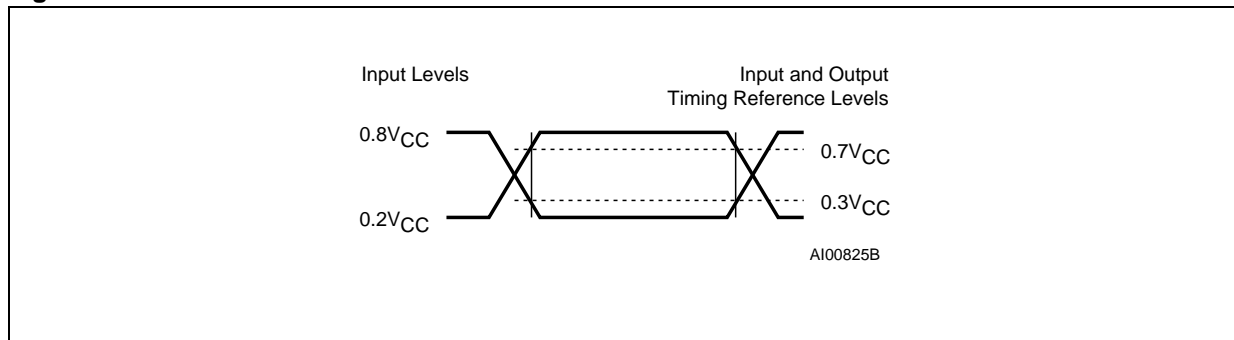 Input Levels
Input and Output
Timing Reference Levels
0.8VCC
0.7VCC
0.3VCC
0.2VCC
AI00825B